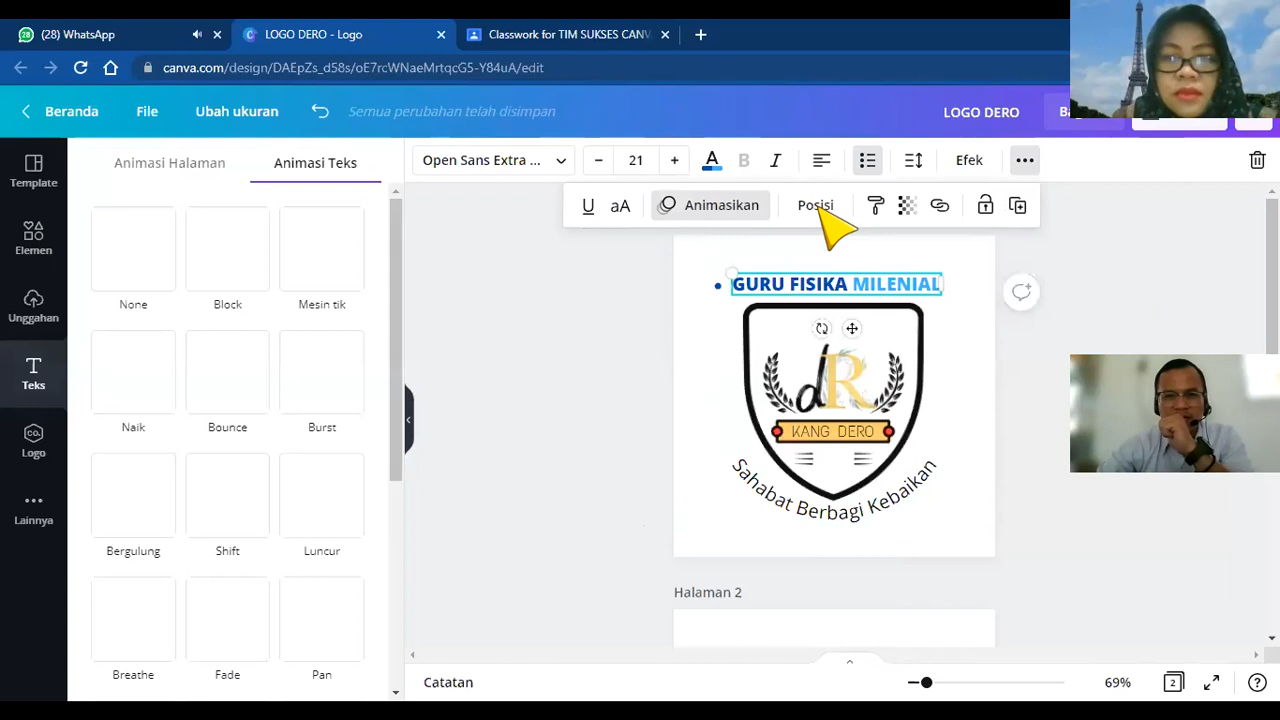 28
(28) WhatsApp
LOGO DERO - Logo
Classwork for TIM SUKSES CANV
canva.com/design/DAEpZs_d58s/oE7rcWNaeMrtqcG5-Y84uA/edit
Beranda
File
Ubah ukuran
Semua perubahan telah disimpan
LOGO DERO
Template
Elemen
Unggahan
Teks
CO.
Logo
Lainnya
Animasi Halaman
Animasi Teks
None
Block
Mesin tik
Naik
Bounce
Burst
Bergulung
Shift
Luncur
Breathe
Fade
Pan
Open Sans Extra ...
21
A
B
I
Efek
U
aA
Animasikan
Posisi
GURU FISIKA MILENIAL
dR
KANG DERO
Sahabat Berbagi Kebaikan
Halaman 2
Catatan
69%
2
?